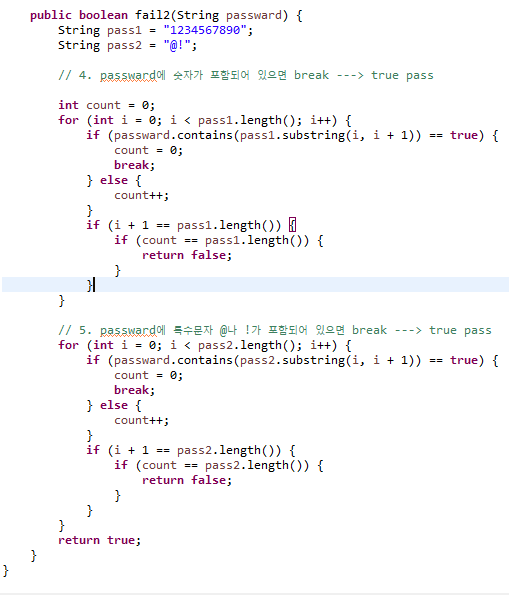 public boolean fail2(String passward) {
String pass1 = "1234567890";
String pass2 = "@!";
// 4. passward에 숫자가 포함되어 있으면 break ---> true pass
int count = 0;
for (int i = 0; i < pass1.length(); i++) {
if (passward.contains(pass1.substring(i, i + 1)) == true) {
count = 0;
break;
} else {
count++;
}
if (i + 1 == pass1.length()) {
if (count == pass1.length()) {
return false;
}
}
}
// 5. passward에 특수문자 @나 !가 포함되어 있으면 break ---> true pass
for (int i = 0; i < pass2.length(); i++) {
if (passward.contains(pass2.substring(i, i + 1)) == true) {
count = 0;
break;
} else {
count++;
}
if (i + 1 == pass2.length()) {
if (count == pass2.length()) {
return false;
}
}
}
return true;
}
}